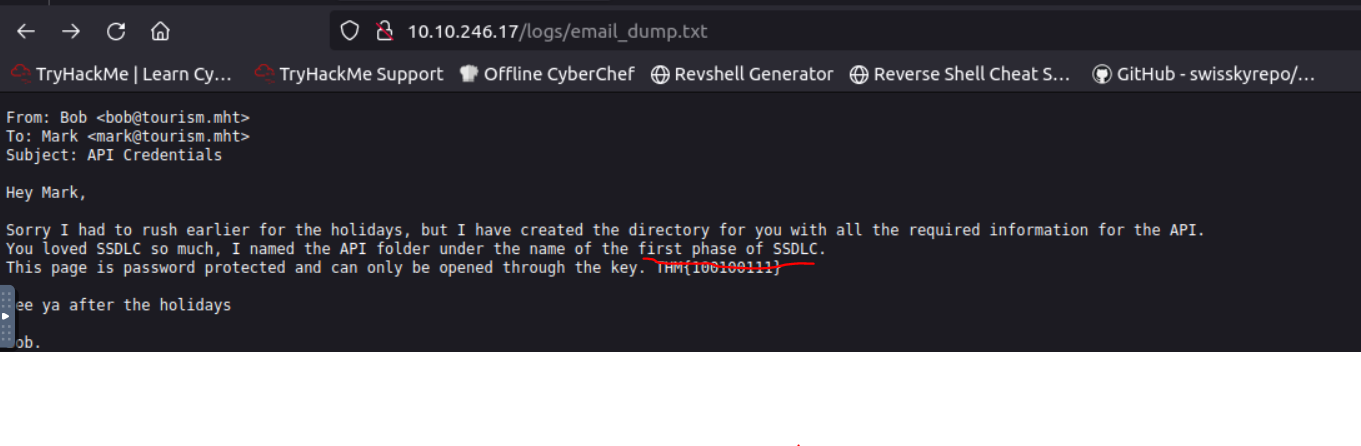 10.10.246.17/logs/email_dump.txt
TryHackMe | Learn Cy... TryHackMe Support Offline CyberChef Revshell Generator Reverse Shell Cheat S... GitHub - swisskyrepo/...
From: Bob <bob@tourism.mht>
To: Mark <mark@tourism.mht>
Subject: API Credentials
Hey Mark,
Sorry I had to rush earlier for the holidays, but I have created the directory for you with all the required information for the API.
You loved SSDLC so much, I named the API folder under the name of the first phase of SSDLC.
This page is password protected and can only be opened through the key. THM{100100111}
ee ya after the holidays
ob.